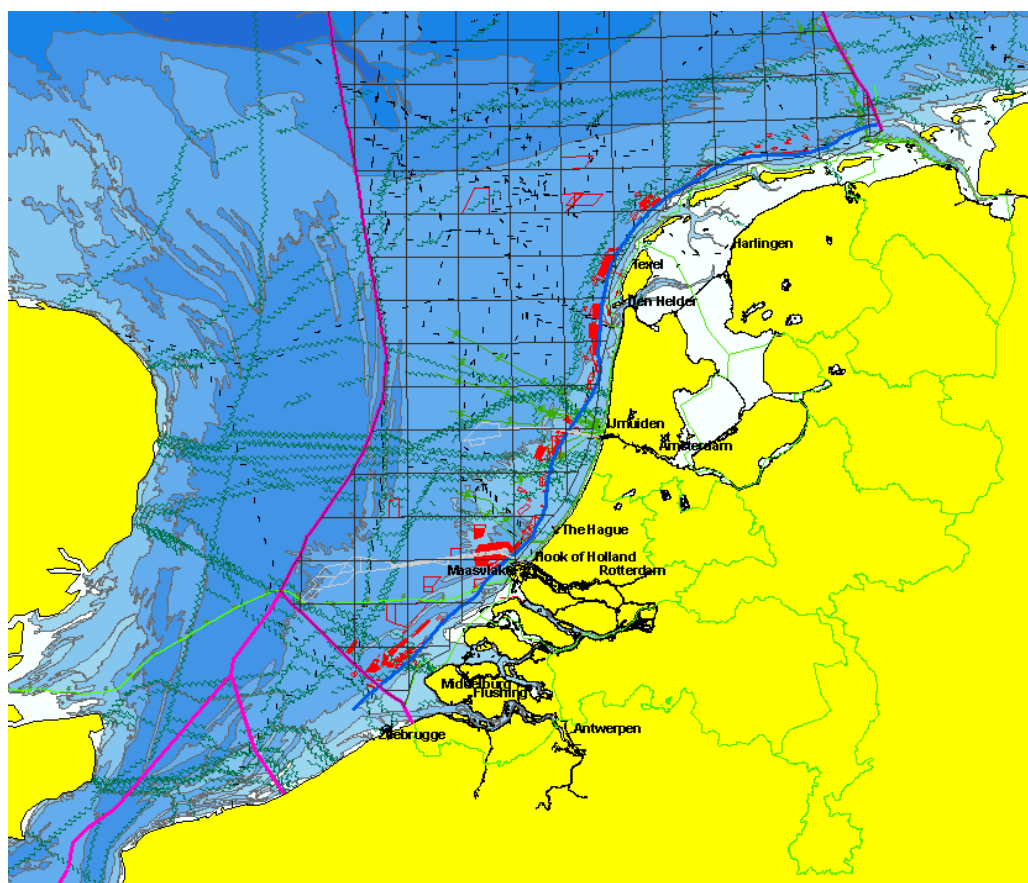 Harlingen
Texel
Den Helder
IJmuiden
Amsterdam
The Hague
Hook of Holland
Maasvlakte
Rotterdam
Middelburg
Flushing
Zeebrugge
Antwerpen